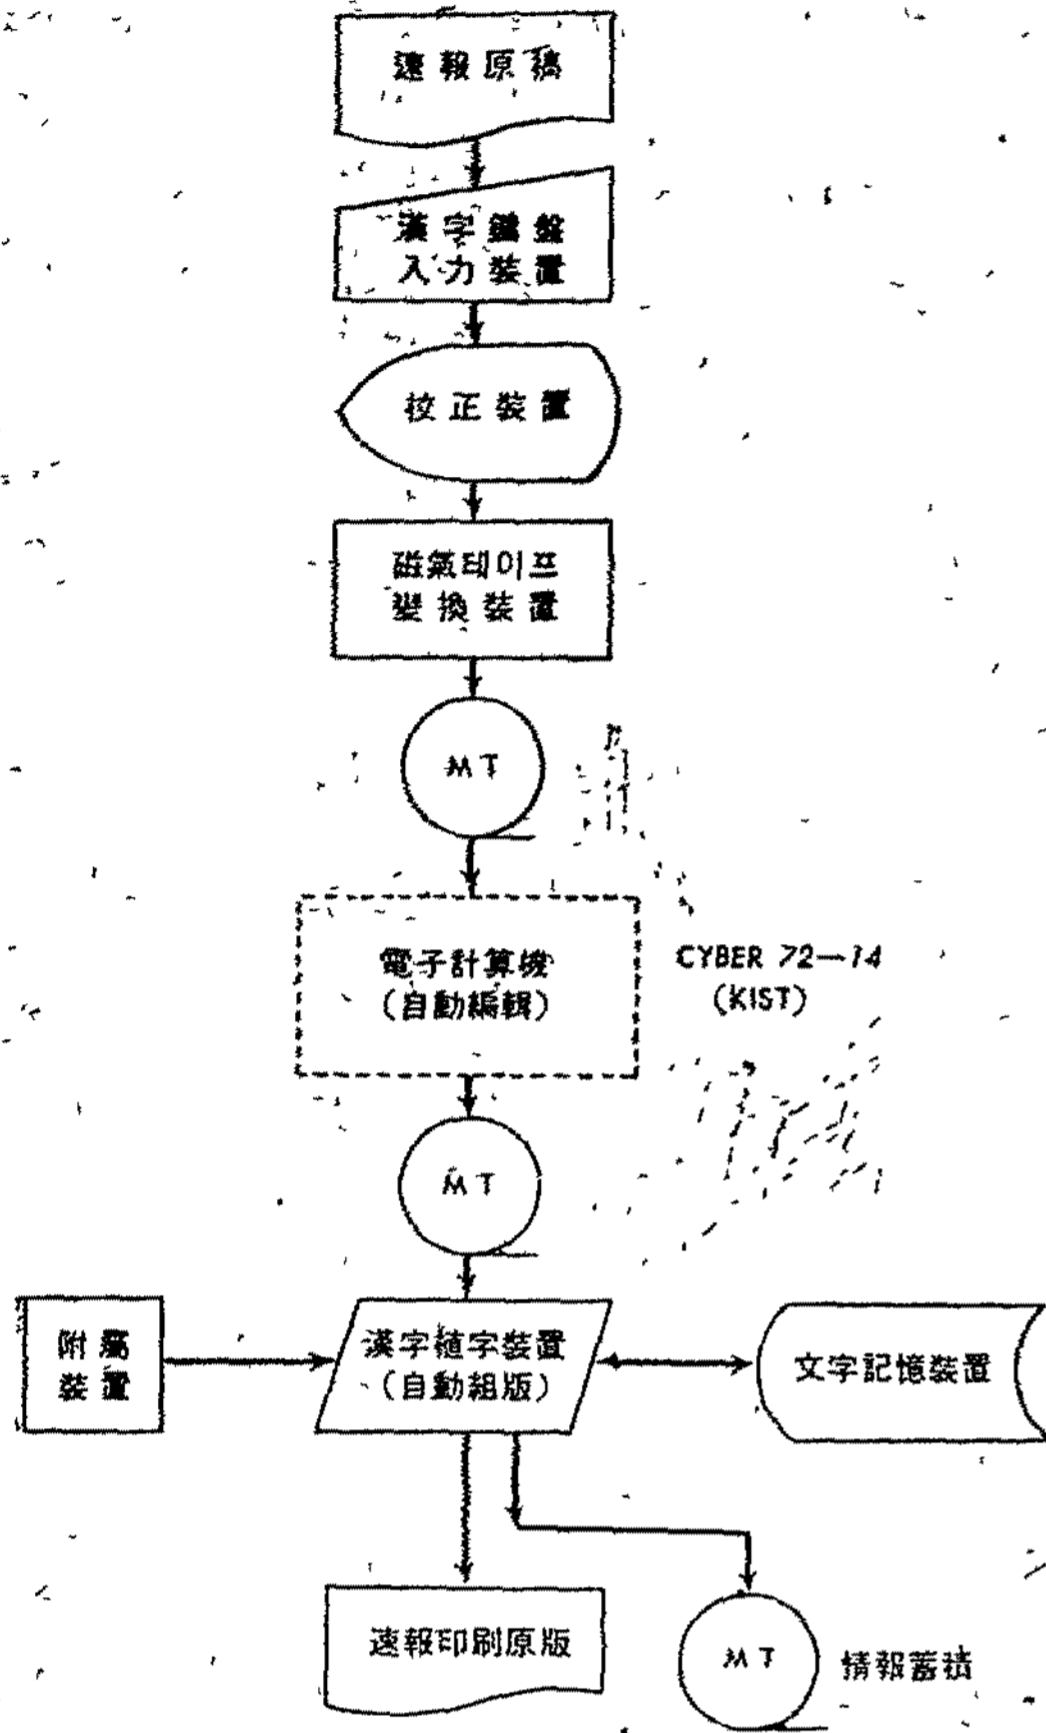 速報原稿
漢字鍵盤
入力裝置
校正裝置
磁氣테이프
變換裝置
MT
電子計算機
(自動編輯)
CYBER 72—14
(KIST)
MT
附屬
裝置
漢字植字裝置
(自動組版)
文字記憶裝置
速報印刷原版
MT
情報蓄積